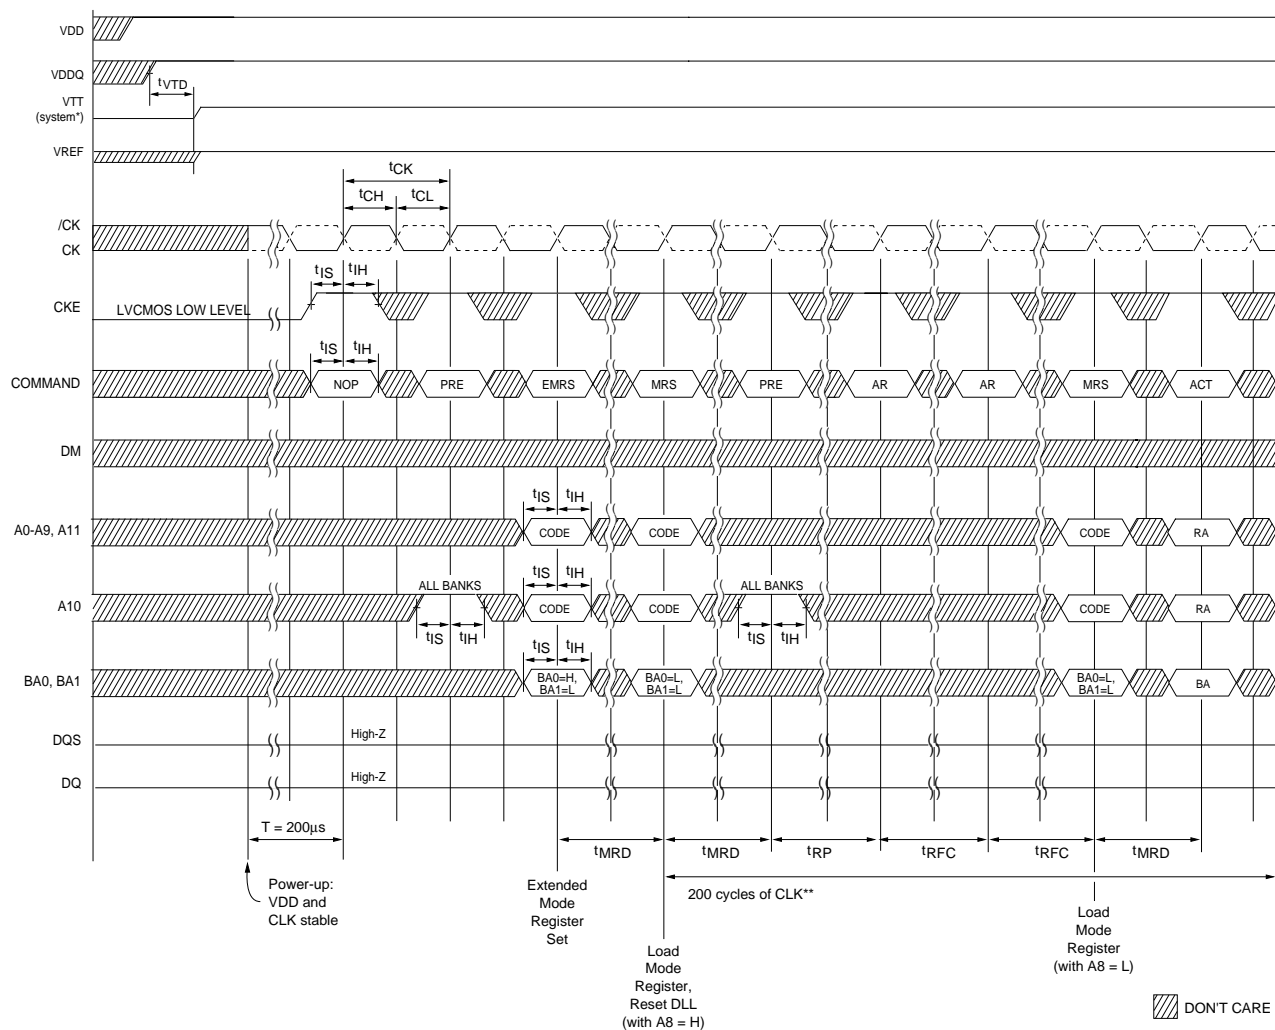 VDD
VDDQ
tVTD
VTT
(system*)
VREF
tCK
tCH
tCL
/CK
CK
tIS
tIH
CKE
LVCMOS LOW LEVEL
tIS
tIH
COMMAND
NOP
PRE
EMRS
MRS
PRE
AR
AR
MRS
ACT
DM
tIS
tIH
A0-A9, A11
CODE
CODE
CODE
RA
ALL BANKS
tIS
tIH
ALL BANKS
A10
CODE
CODE
CODE
RA
tIS
tIH
tIS
tIH
tIS
tIH
BA0, BA1
BA0=H,
BA1=L
BA0=L,
BA1=L
BA0=L,
BA1=L
BA
DQS
High-Z
DQ
High-Z
T = 200µs
tMRD
tMRD
tRP
tRFC
tRFC
tMRD
Power-up:
VDD and
CLK stable
Extended
Mode
Register
Set
200 cycles of CLK**
Load
Mode
Register,
Reset DLL
(with A8 = H)
Load
Mode
Register
(with A8 = L)
DON'T CARE